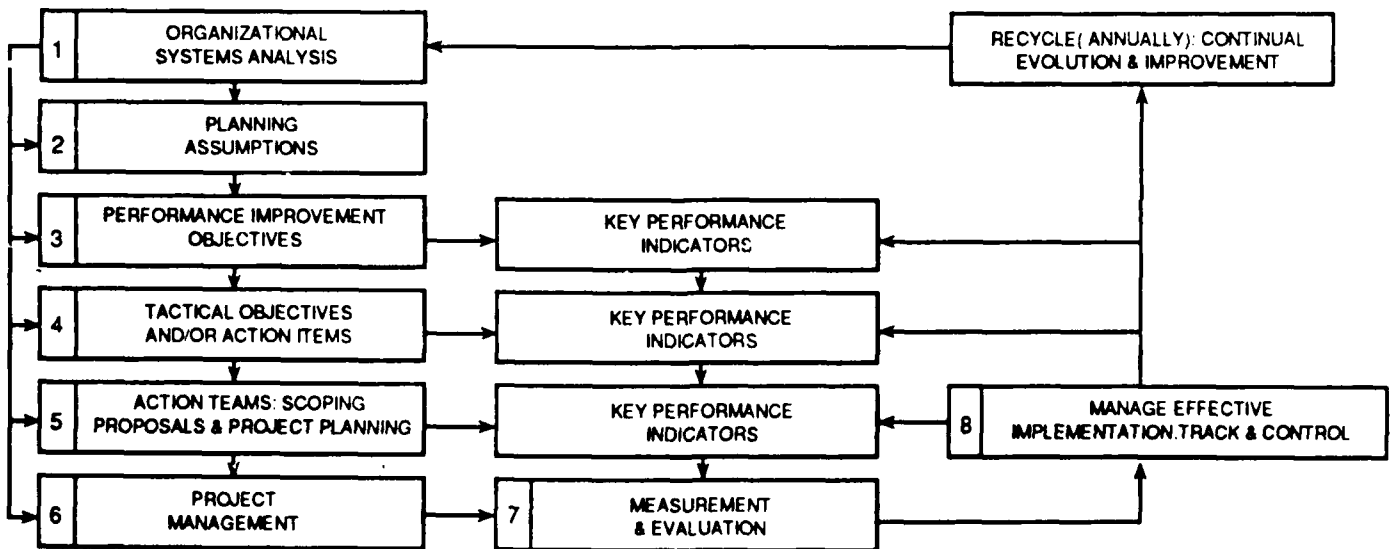 1
ORGANIZATIONAL
SYSTEMS ANALYSIS
RECYCLE( ANNUALLY): CONTINUAL
EVOLUTION & IMPROVEMENT
2
PLANNING
ASSUMPTIONS
3
PERFORMANCE IMPROVEMENT
OBJECTIVES
KEY PERFORMANCE
INDICATORS
4
TACTICAL OBJECTIVES
AND/OR ACTION ITEMS
KEY PERFORMANCE
INDICATORS
5
ACTION TEAMS: SCOPING
PROPOSALS & PROJECT PLANNING
KEY PERFORMANCE
INDICATORS
8
MANAGE EFFECTIVE
IMPLEMENTATION.TRACK & CONTROL
6
PROJECT
MANAGEMENT
7
MEASUREMENT
& EVALUATION